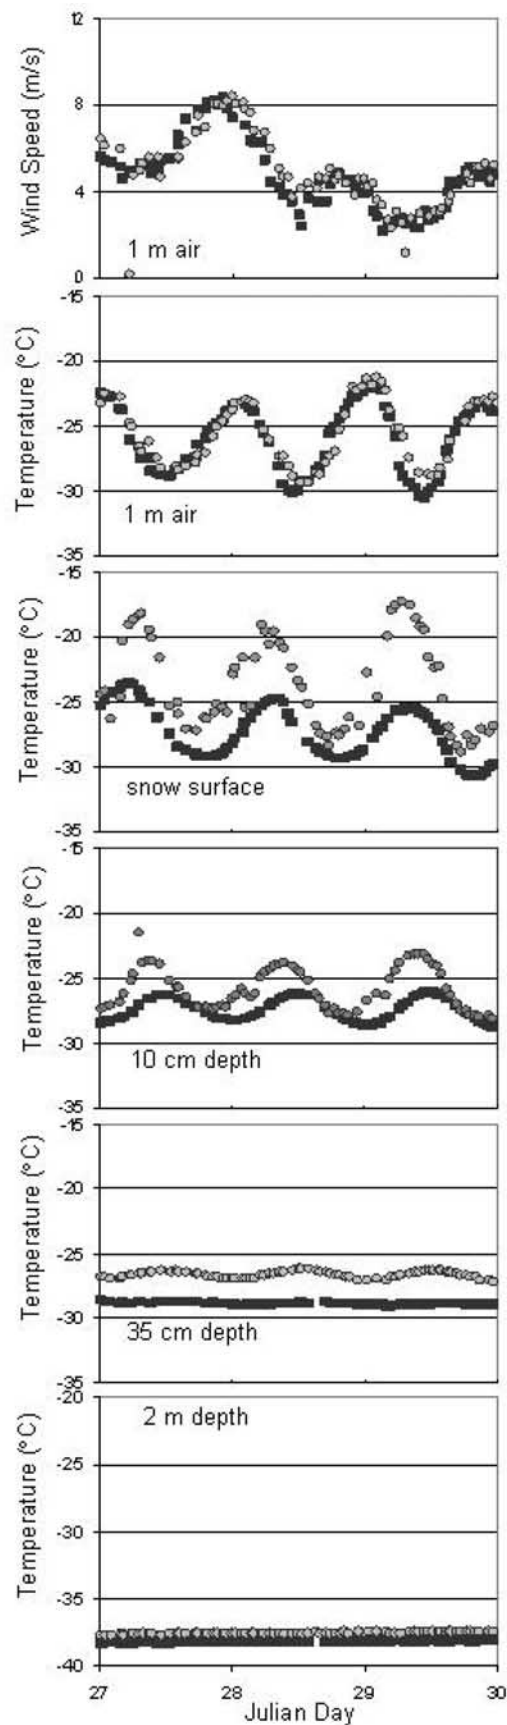 12
8
4
0
Wind Speed (m/s)
1 m air
-15
-20
-25
-30
-35
Temperature (°C)
1 m air
-15
-20
-25
-30
-35
Temperature (°C)
snow surface
-15
-20
-25
-30
-35
Temperature (°C)
10 cm depth
-15
-20
-25
-30
-35
Temperature (°C)
35 cm depth
-20
-25
-30
-35
-40
Temperature (°C)
2 m depth
27 28 29 30
Julian Day